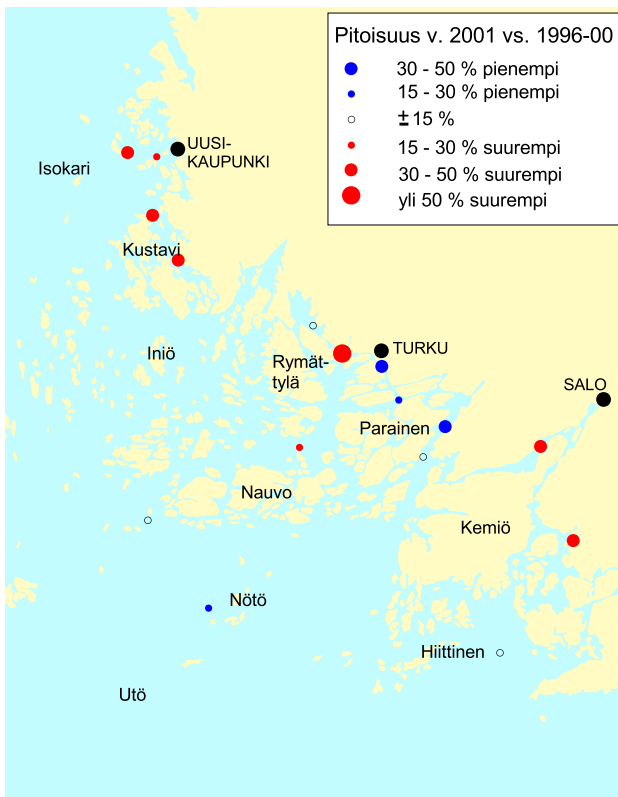 Pitoisuus v. 2001 vs. 1996-00
30 - 50 % pienempi
15 - 30 % pienempi
± 15 %
15 - 30 % suurempi
30 - 50 % suurempi
yli 50 % suurempi
UUSI-
KAUPUNKI
Isokari
Kustavi
Iniö
Rymät-
tylä
TURKU
SALO
Parainen
Nauvo
Kemiö
Nötö
Hiittinen
Utö